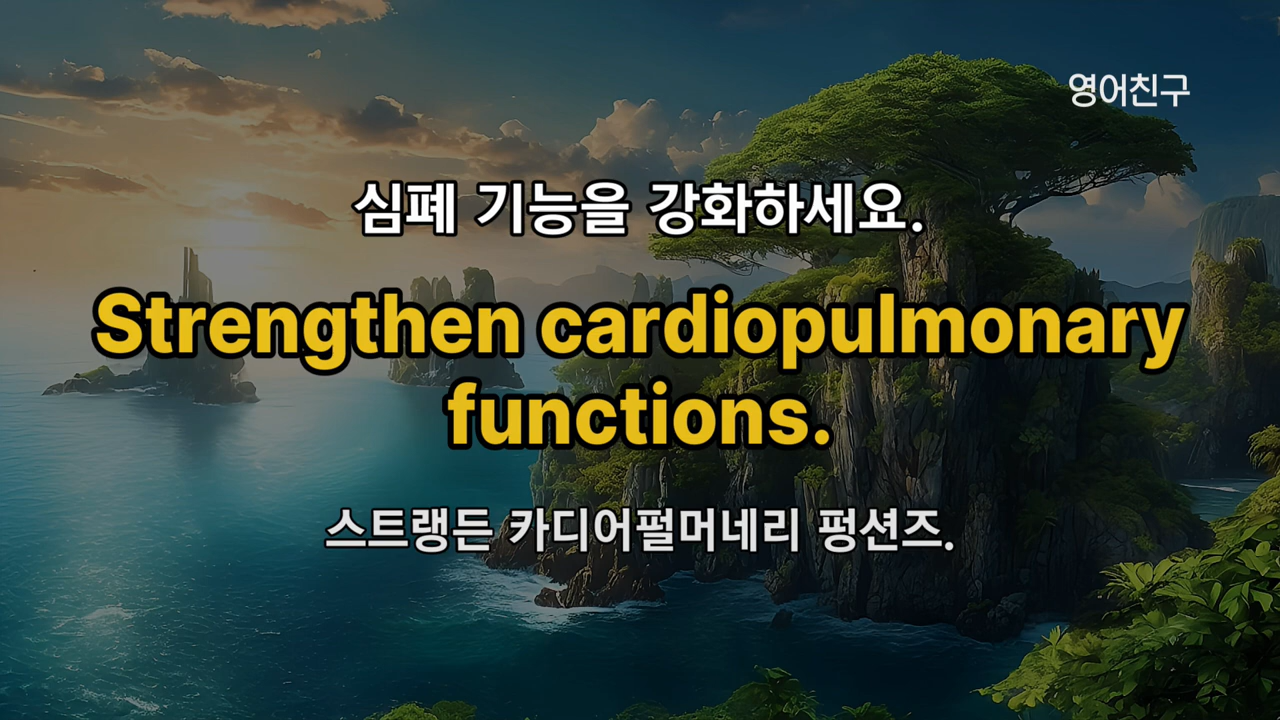 영어친구
심폐 기능을 강화하세요.
Strengthen cardiopulmonary
functions.
스트랭든 카디어펄머네리 펑션즈.